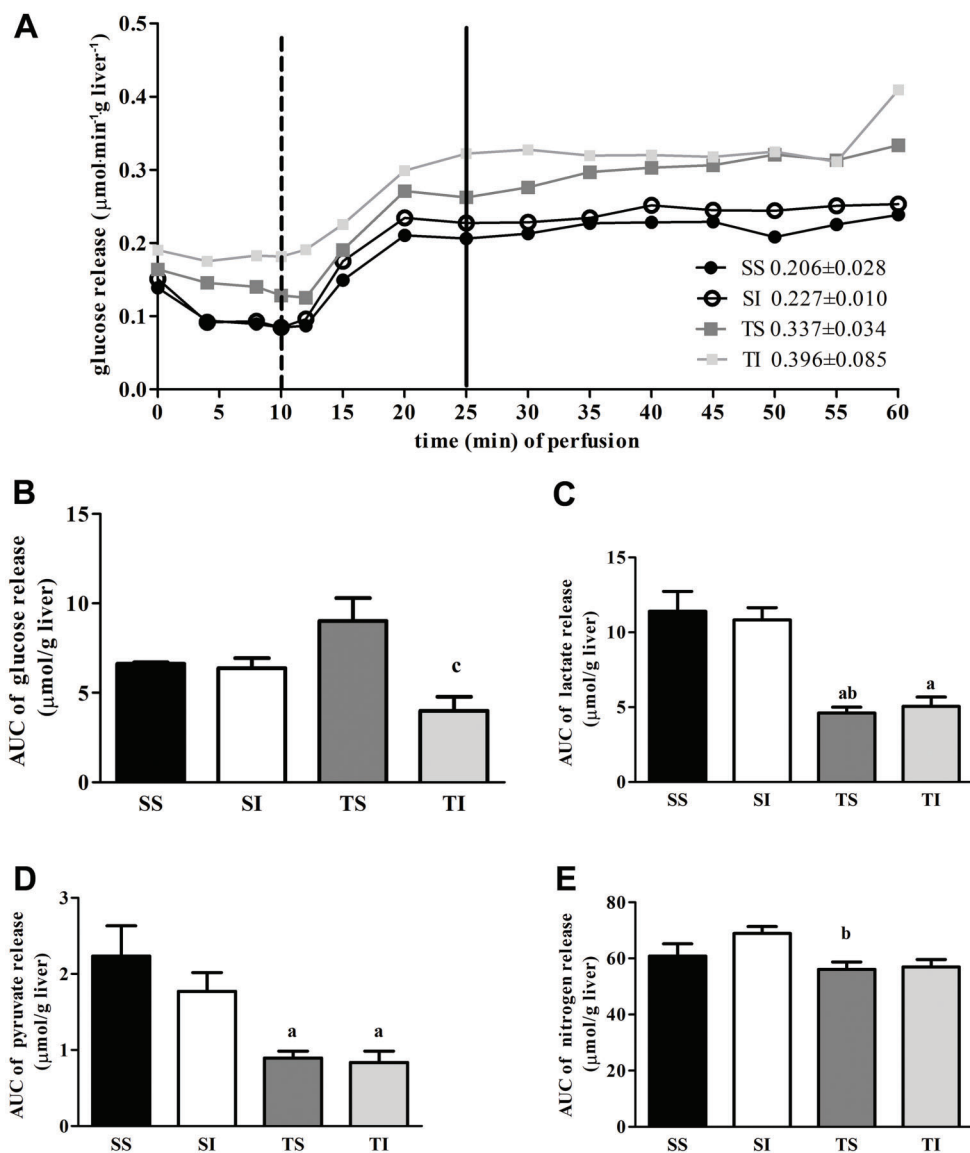 A
glucose release (μmol·min⁻¹·g liver⁻¹)
0.5
0.4
0.3
0.2
0.1
0.0
SS 0.206±0.028
SI 0.227±0.010
TS 0.337±0.034
TI 0.396±0.085
0 5 10 15 20 25 30 35 40 45 50 55 60
time (min) of perfusion
B
AUC of glucose release
(μmol/g liver)
15
10
5
0
c
SS SI TS TI
C
AUC of lactate release
(μmol/g liver)
15
10
5
0
ab
a
SS SI TS TI
D
AUC of pyruvate release
(μmol/g liver)
3
2
1
0
a
a
SS SI TS TI
E
AUC of nitrogen release
(μmol/g liver)
80
60
40
20
0
b
SS SI TS TI